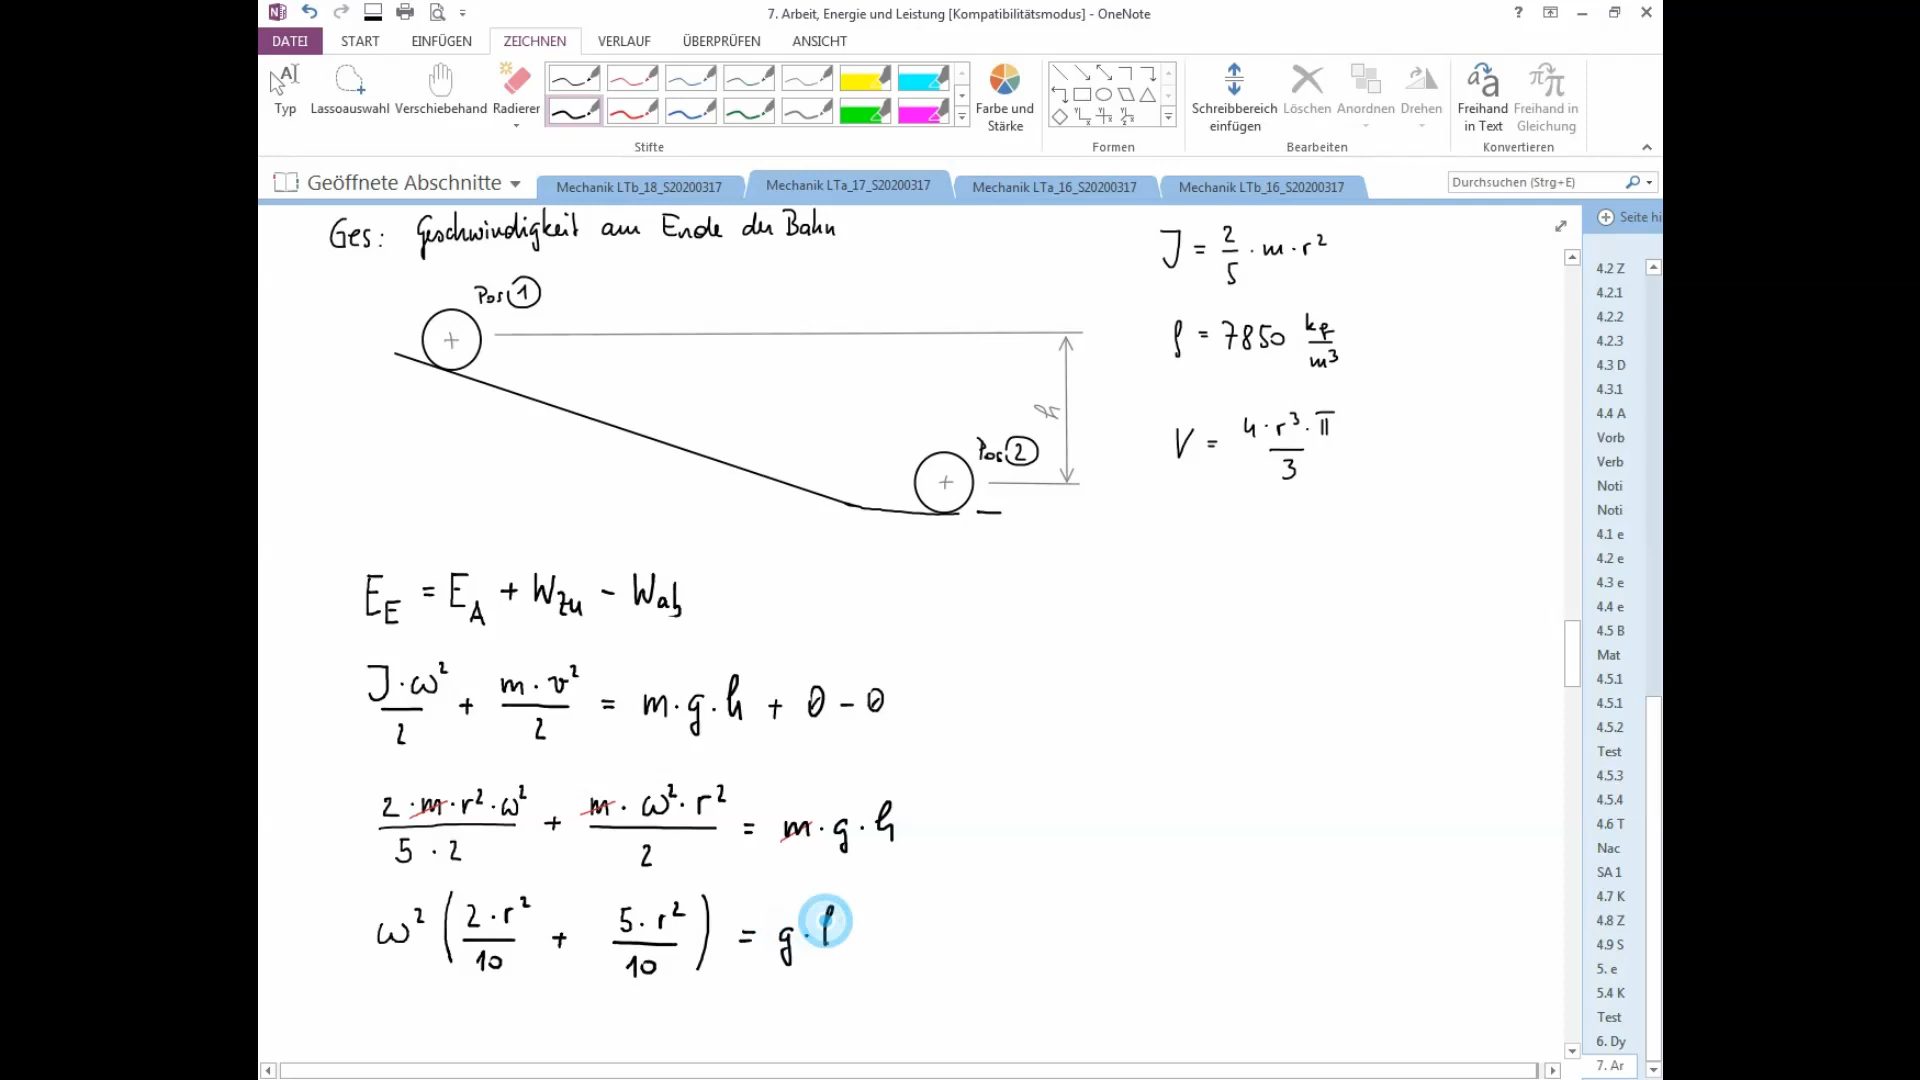 7. Arbeit, Energie und Leistung [Kompatibilitätsmodus] - OneNote
DATEI START EINFÜGEN ZEICHNEN VERLAUF ÜBERPRÜFEN ANSICHT
Typ Lassoauswahl Verschiebehand Radierer
Farbe und Stärke
Schreibbereich einfügen
Löschen Anordnen Drehen
Freihand in Text
Freihand in Gleichung
Stifte Formen Bearbeiten Konvertieren
Geöffnete Abschnitte
Mechanik LTb_18_S20200317
Mechanik LTa_17_S20200317
Mechanik LTa_16_S20200317
Mechanik LTb_16_S20200317
Durchsuchen (Strg+E)
Seite hi
Ges: Geschwindigkeit am Ende der Bahn
Pos 1
h
Pos 2
J = 2/5 · m · r²
ρ = 7850 kg/m³
V = 4 · r³ · π / 3
E_E = E_A + W_zu - W_ab
J · ω² / 2 + m · v² / 2 = m · g · h + 0 - 0
2 · m · r² · ω² / 5 · 2 + m · ω² · r² / 2 = m · g · h
ω² ( 2 · r² / 10 + 5 · r² / 10 ) = g ·
4.2 Z
4.2.1
4.2.2
4.2.3
4.3 D
4.3.1
4.4 A
Vorb
Verb
Noti
Noti
4.1 e
4.2 e
4.3 e
4.4 e
4.5 B
Mat
4.5.1
4.5.1
4.5.2
Test
4.5.3
4.5.4
4.6 T
Nac
SA 1
4.7 K
4.8 Z
4.9 S
5. e
5.4 K
Test
6. Dy
7. Ar